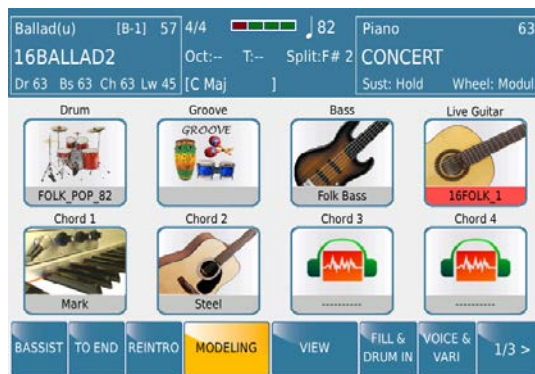 Ballad(u) [B-1] 57 4/4 ♩ 82 Piano 63
16BALLAD2 Oct:-- T:-- Split:F# 2 CONCERT
Dr 63 Bs 63 Ch 63 Lw 45 [C Maj ] Sust: Hold Wheel: Modul
Drum Groove Bass Live Guitar
GROOVE
FOLK_POP_82 Folk Bass 16FOLK_1
Chord 1 Chord 2 Chord 3 Chord 4
Mark Steel ---------- ----------
BASSIST TO END REINTRO MODELING VIEW FILL & DRUM IN VOICE & VARI 1/3 >